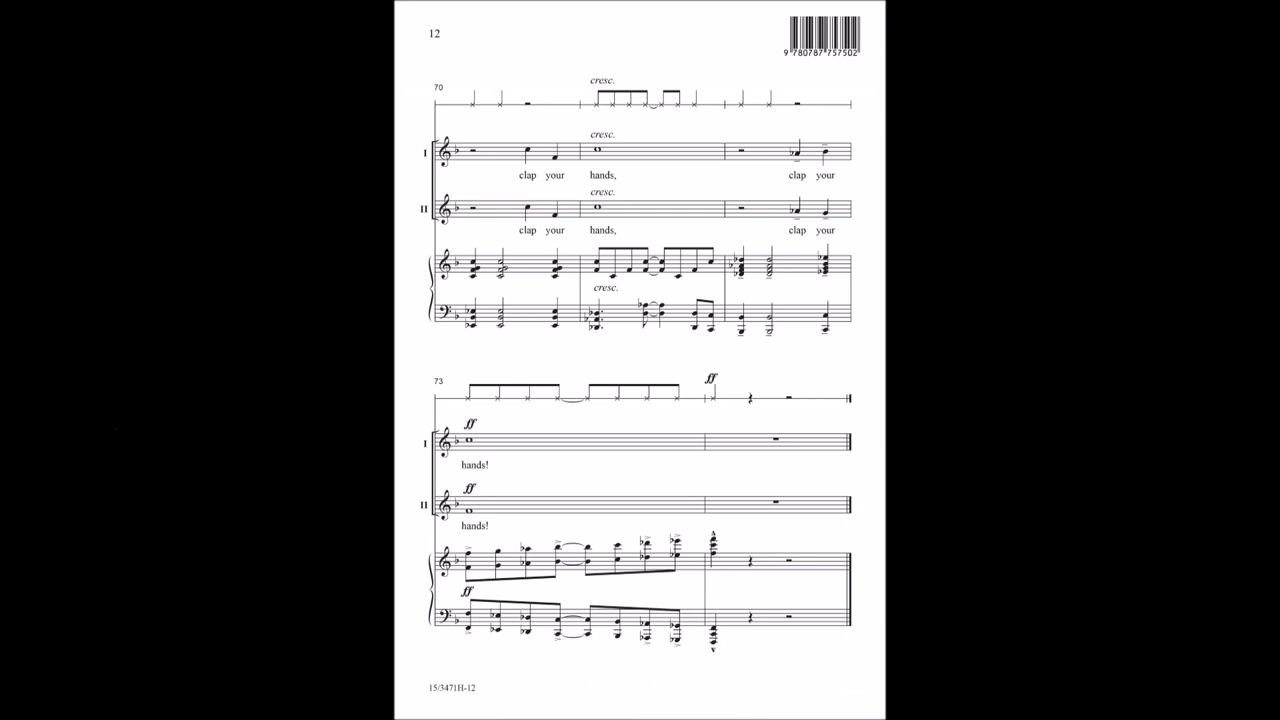 12
9 780787 757502
70
cresc.
cresc.
I
clap your hands, clap your
cresc.
II
clap your hands, clap your
cresc.
73
ff
ff
I
hands!
ff
II
hands!
ff
15/3471H-12